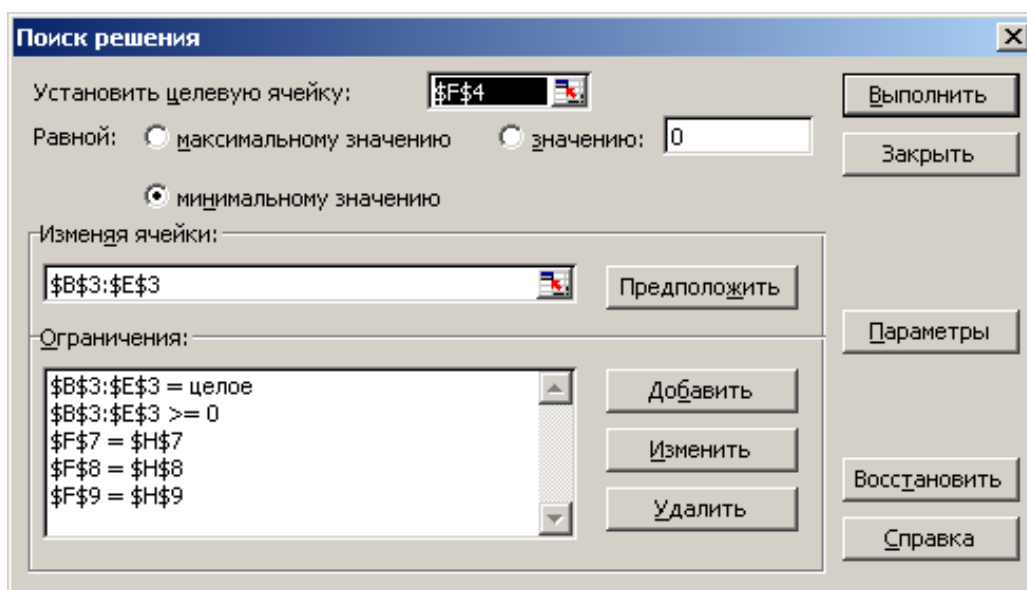 Поиск решения
Установить целевую ячейку: $F$4
Выполнить
Равной: максимальному значению значению: 0
Закрыть
минимальному значению
Изменяя ячейки:
$B$3:$E$3
Предположить
Параметры
Ограничения:
$B$3:$E$3 = целое
$B$3:$E$3 >= 0
$F$7 = $H$7
$F$8 = $H$8
$F$9 = $H$9
Добавить
Изменить
Удалить
Восстановить
Справка